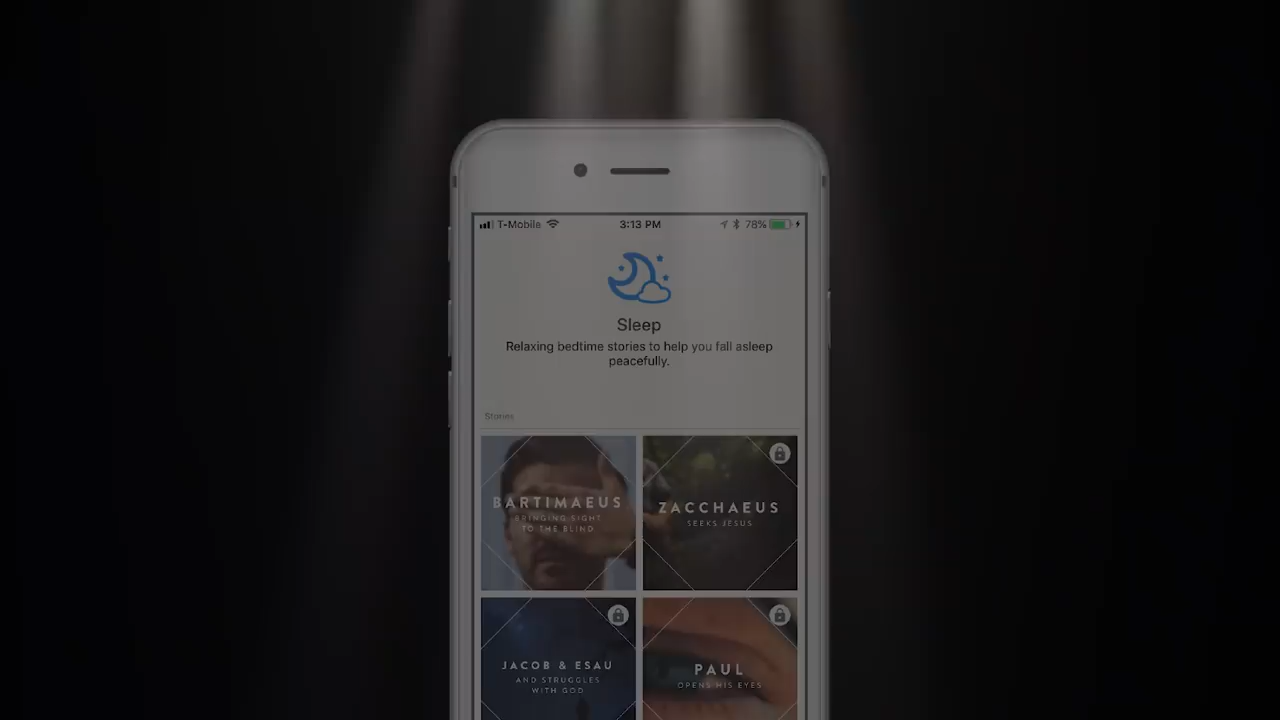 T-Mobile 3:13 PM 78%
Sleep
Relaxing bedtime stories to help you fall asleep
peacefully.
Stories
BARTIMAEUS
BRINGING SIGHT
TO THE BLIND
ZACCHAEUS
SEEKS JESUS
JACOB & ESAU
AND STRUGGLES
WITH GOD
PAUL
OPENS HIS EYES